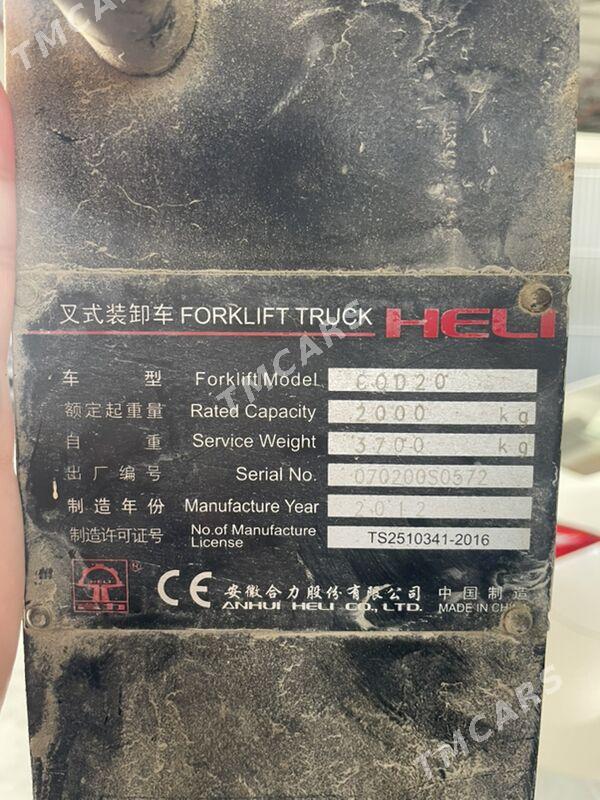 TMCARS
TMCARS
叉式装卸车 FORKLIFT TRUCK HELI
TMCARS
车 型 Forklift Model CQD20
额定起重量 Rated Capacity 2000 kg
自 重 Service Weight 3700 kg
出厂编号 Serial No. 070200S0572
制造年份 Manufacture Year 2012
制造许可证号 No. of Manufacture License TS2510341-2016
HELI ® CE 安徽合力股份有限公司 中国制造
ANHUI HELI CO., LTD. MADE IN
TMCARS